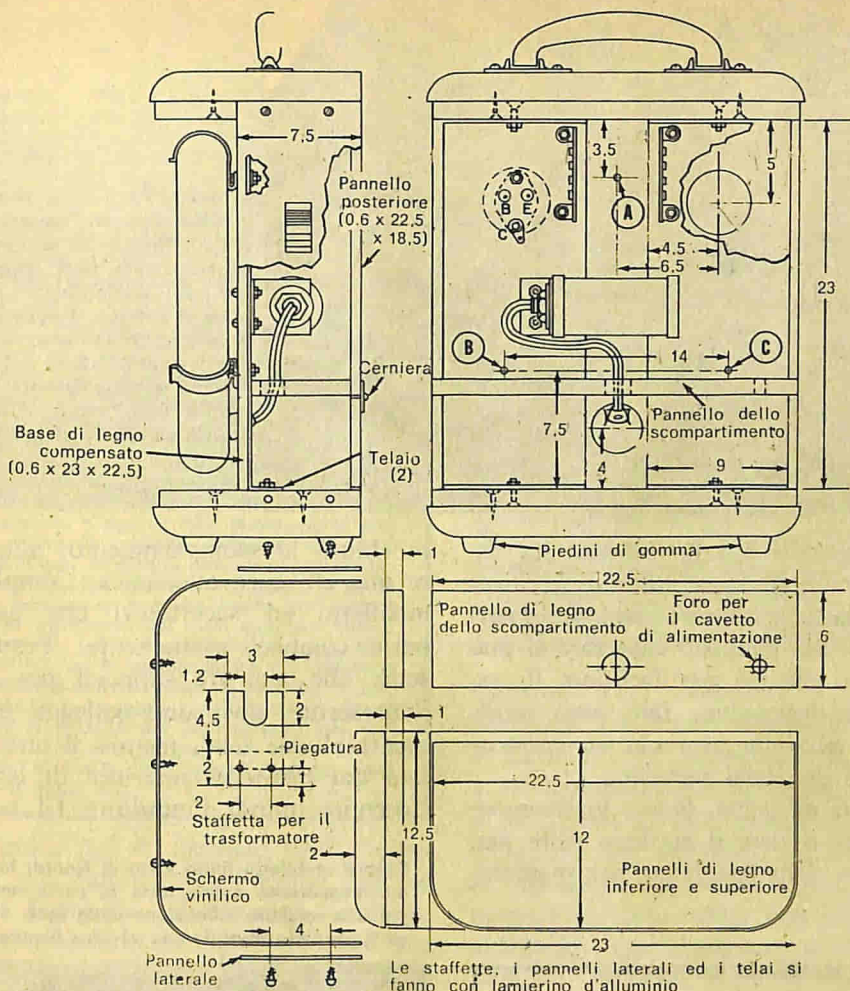 7,5
Pannello
posteriore
(0.6 x 22,5
x 18,5)
3.5
5
B
E
C
A
4,5
6,5
23
B
14
C
Cerniera
Base di legno
compensato
(0,6 x 23 x 22,5)
Telaio
(2)
7,5
4
Pannello dello
scompartimento
9
Piedini di gomma
1
22,5
Pannello di legno
dello scompartimento
Foro per
il cavetto
di alimentazione
6
3
1,2
4,5
2
1
Piegatura
2
2
Staffetta per il
trasformatore
2
12.5
22,5
12
Schermo
vinilico
Pannelli di legno
inferiore e superiore
4
23
Pannello
laterale
Le staffette, i pannelli laterali ed i telai si
fanno con lamierino d'alluminio